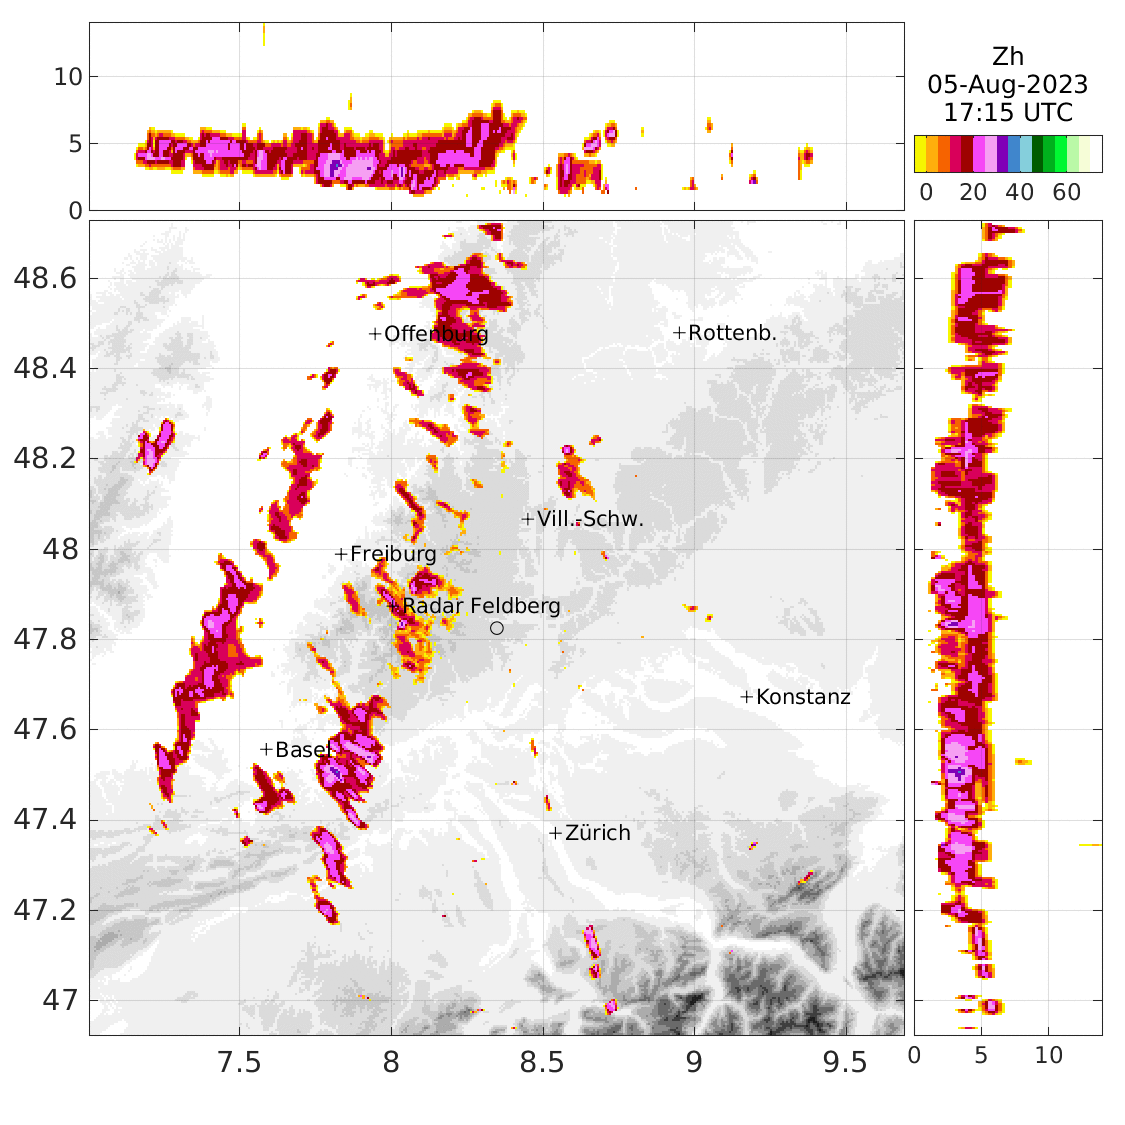 10
5
0
Zh
05-Aug-2023
17:15 UTC
0 20 40 60
48.6
48.4
48.2
48
47.8
47.6
47.4
47.2
47
+Offenburg
+Rottenb.
+Vill.-Schw.
+Freiburg
+Radar Feldberg
+Konstanz
+Basel
+Zürich
7.5 8 8.5 9 9.5
0 5 10